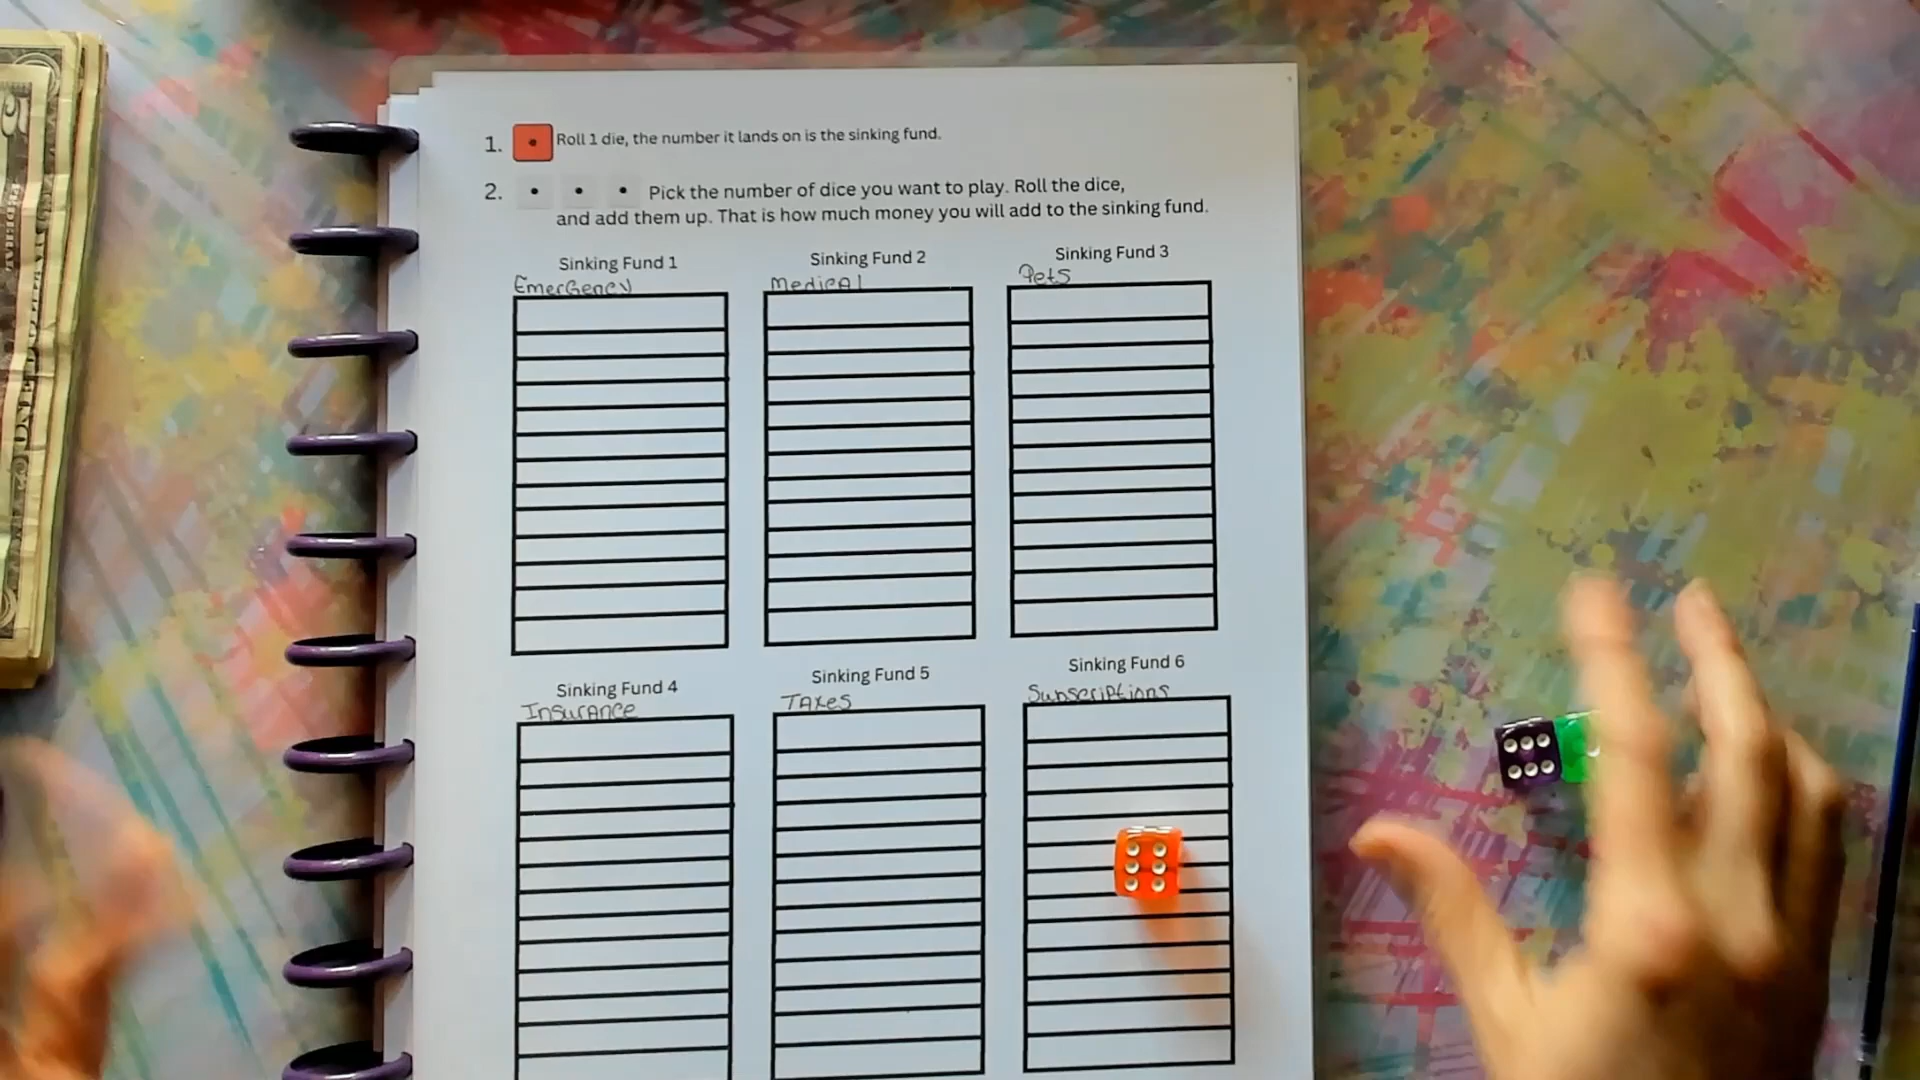 1. Roll 1 die, the number it lands on is the sinking fund.
2. Pick the number of dice you want to play. Roll the dice,
and add them up. That is how much money you will add to the sinking fund.
Sinking Fund 1 Sinking Fund 2 Sinking Fund 3
EmerGency Medical Pets
Sinking Fund 4 Sinking Fund 5 Sinking Fund 6
Insurance Taxes Subscriptions
5